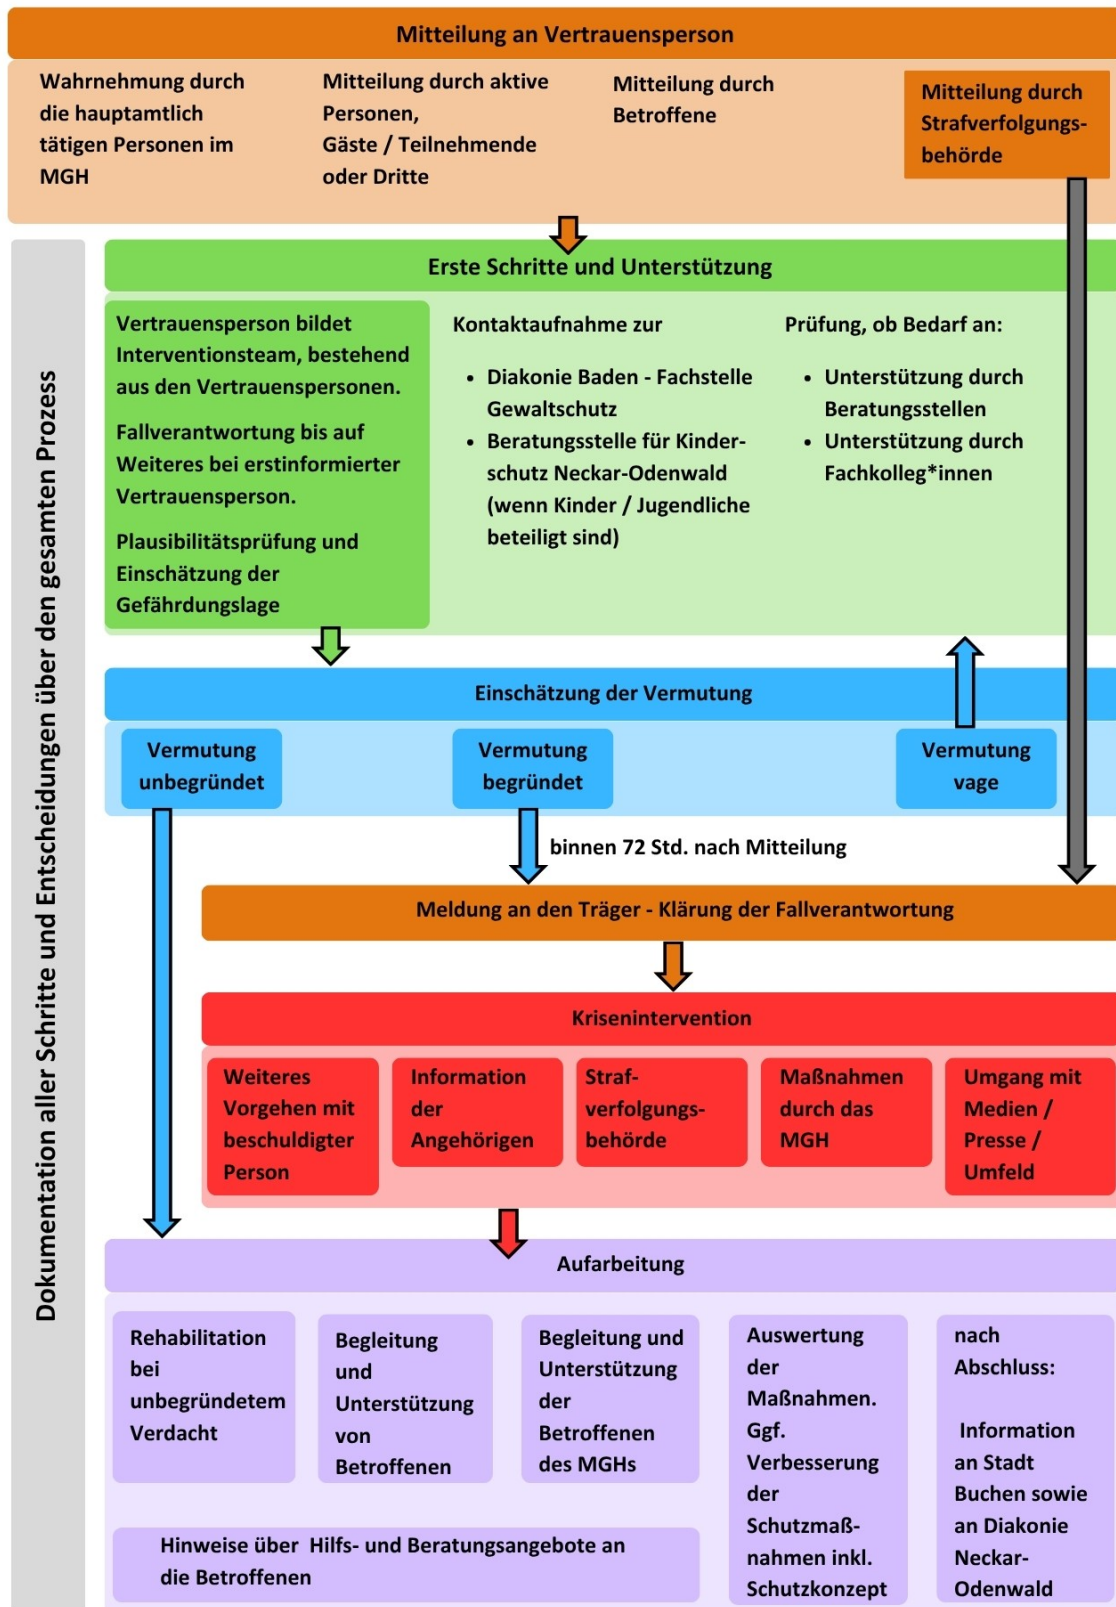 Mitteilung an Vertrauensperson
Wahrnehmung durch
die hauptamtlich
tätigen Personen im
MGH
Mitteilung durch aktive
Personen,
Gäste / Teilnehmende
oder Dritte
Mitteilung durch
Betroffene
Mitteilung durch
Strafverfolgungs-
behörde
Dokumentation aller Schritte und Entscheidungen über den gesamten Prozess
Erste Schritte und Unterstützung
Vertrauensperson bildet
Interventionsteam, bestehend
aus den Vertrauenspersonen.
Fallverantwortung bis auf
Weiteres bei erstinformierter
Vertrauensperson.
Plausibilitätsprüfung und
Einschätzung der
Gefährdungslage
Kontaktaufnahme zur
• Diakonie Baden - Fachstelle
Gewaltschutz
• Beratungsstelle für Kinder-
schutz Neckar-Odenwald
(wenn Kinder / Jugendliche
beteiligt sind)
Prüfung, ob Bedarf an:
• Unterstützung durch
Beratungsstellen
• Unterstützung durch
Fachkolleg*innen
Einschätzung der Vermutung
Vermutung
unbegründet
Vermutung
begründet
Vermutung
vage
binnen 72 Std. nach Mitteilung
Meldung an den Träger - Klärung der Fallverantwortung
Krisenintervention
Weiteres
Vorgehen mit
beschuldigter
Person
Information
der
Angehörigen
Straf-
verfolgungs-
behörde
Maßnahmen
durch das
MGH
Umgang mit
Medien /
Presse /
Umfeld
Aufarbeitung
Rehabilitation
bei
unbegründetem
Verdacht
Begleitung
und
Unterstützung
von
Betroffenen
Begleitung und
Unterstützung
der
Betroffenen
des MGHs
Auswertung
der
Maßnahmen.
Ggf.
Verbesserung
der
Schutzmaß-
nahmen inkl.
Schutzkonzept
nach
Abschluss:
Information
an Stadt
Buchen sowie
an Diakonie
Neckar-
Odenwald
Hinweise über Hilfs- und Beratungsangebote an
die Betroffenen